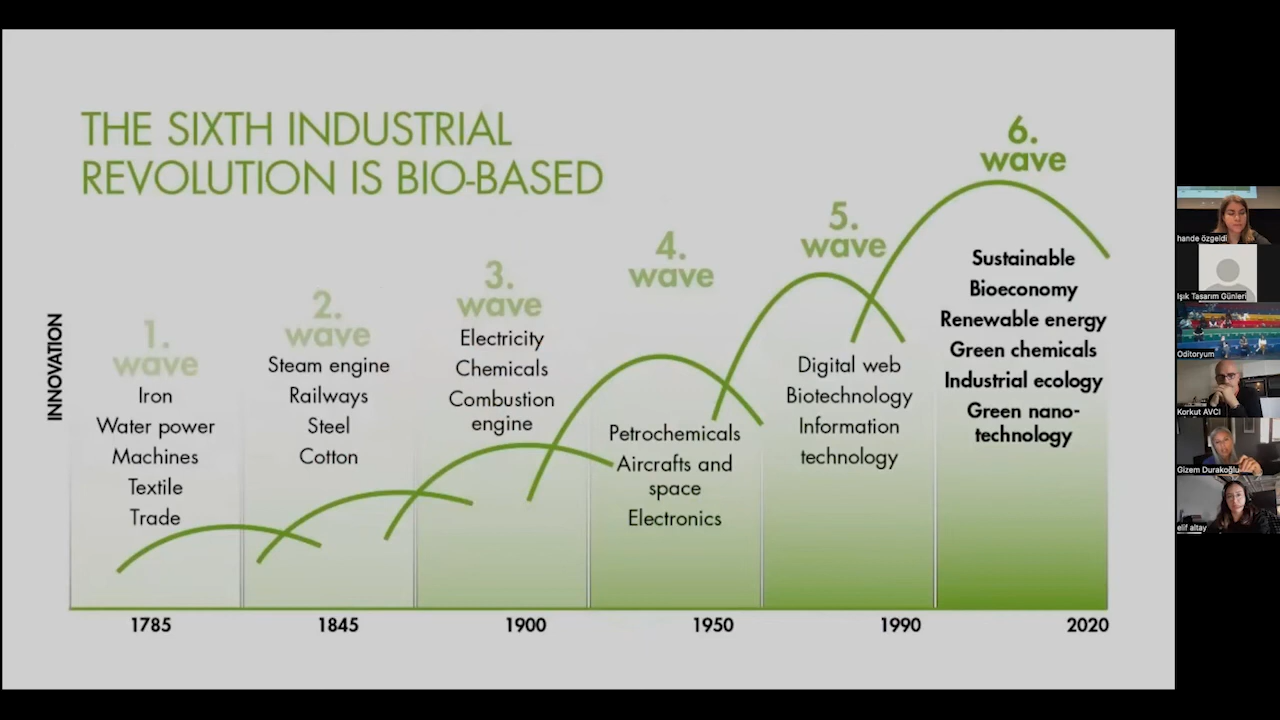 THE SIXTH INDUSTRIAL
REVOLUTION IS BIO-BASED
INNOVATION
1.
wave
Iron
Water power
Machines
Textile
Trade
2.
wave
Steam engine
Railways
Steel
Cotton
3.
wave
Electricity
Chemicals
Combustion
engine
4.
wave
Petrochemicals
Aircrafts and
space
Electronics
5.
wave
Digital web
Biotechnology
Information
technology
6.
wave
Sustainable
Bioeconomy
Renewable energy
Green chemicals
Industrial ecology
Green nano-
technology
1785
1845
1900
1950
1990
2020
hande özgeldi
Işık Tasarım Günleri
Oditoryum
Korkut AVCI
Gizem Durakoğlu
elif altay